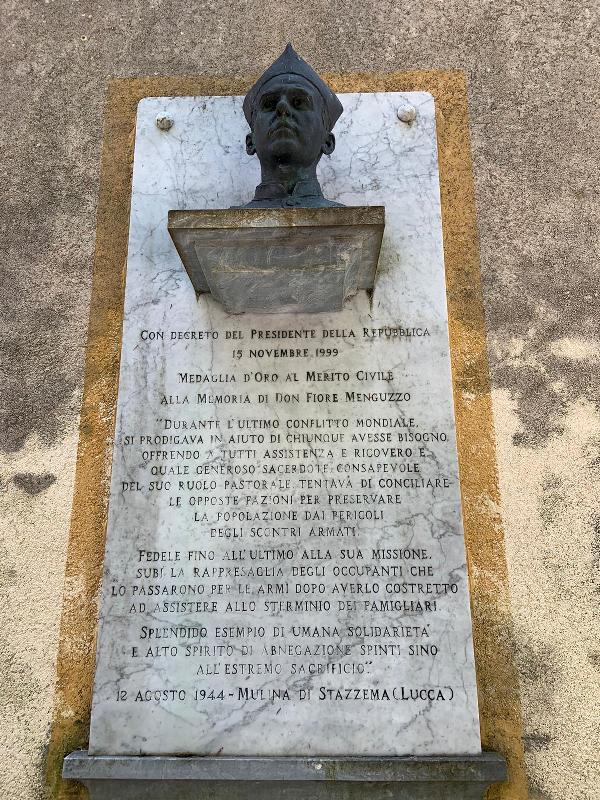 CON DECRETO DEL PRESIDENTE DELLA REPUBBLICA
15 NOVEMBRE 1999
MEDAGLIA D'ORO AL MERITO CIVILE
ALLA MEMORIA DI DON FIORE MENGUZZO
"DURANTE L'ULTIMO CONFLITTO MONDIALE,
SI PRODIGAVA IN AIUTO DI CHIUNQUE AVESSE BISOGNO,
OFFRENDO A TUTTI ASSISTENZA E RICOVERO E,
QUALE GENEROSO SACERDOTE CONSAPEVOLE
DEL SUO RUOLO PASTORALE TENTAVA DI CONCILIARE
LE OPPOSTE FAZIONI PER PRESERVARE
LA POPOLAZIONE DAI PERICOLI
DEGLI SCONTRI ARMATI.
FEDELE FINO ALL'ULTIMO ALLA SUA MISSIONE,
SUBÌ LA RAPPRESAGLIA DEGLI OCCUPANTI CHE
LO PASSARONO PER LE ARMI DOPO AVERLO COSTRETTO
AD ASSISTERE ALLO STERMINIO DEI FAMIGLIARI.
SPLENDIDO ESEMPIO DI UMANA SOLIDARIETA'
E ALTO SPIRITO DI ABNEGAZIONE SPINTI SINO
ALL'ESTREMO SACRIFICIO".
12 AGOSTO 1944 - MULINA DI STAZZEMA (LUCCA)